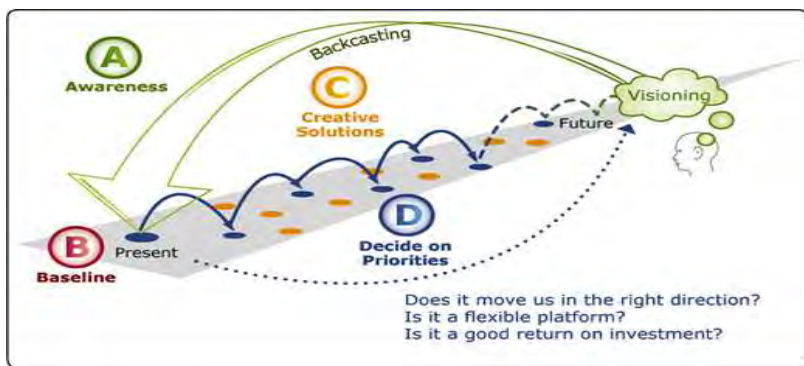 Backcasting
A
Awareness
C
Creative
Solutions
Visioning
Future
B
Baseline
Present
D
Decide on
Priorities
Does it move us in the right direction?
Is it a flexible platform?
Is it a good return on investment?